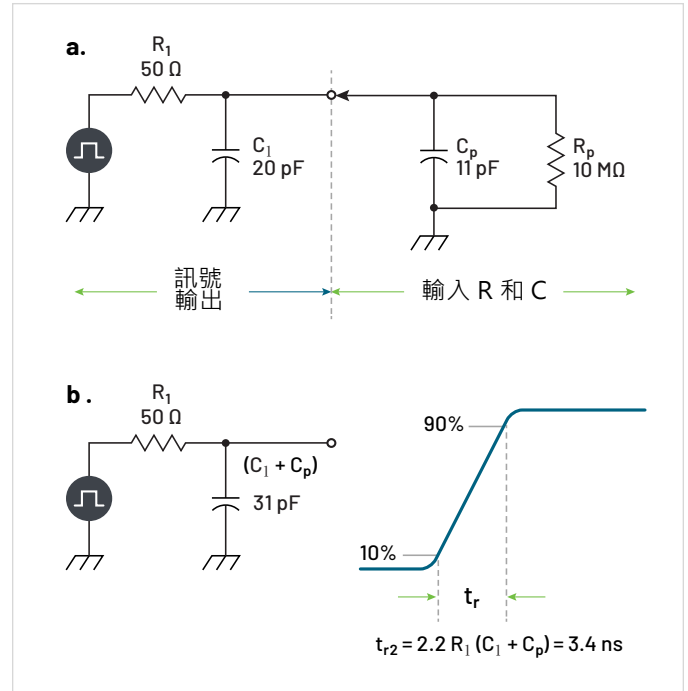 a.
R1
50 Ω
C1
20 pF
Cp
11 pF
Rp
10 MΩ
訊號
輸出
輸入 R 和 C
b .
R1
50 Ω
(C1 + Cp)
31 pF
90%
10%
tr
tr2 = 2.2 R1 (C1 + Cp) = 3.4 ns